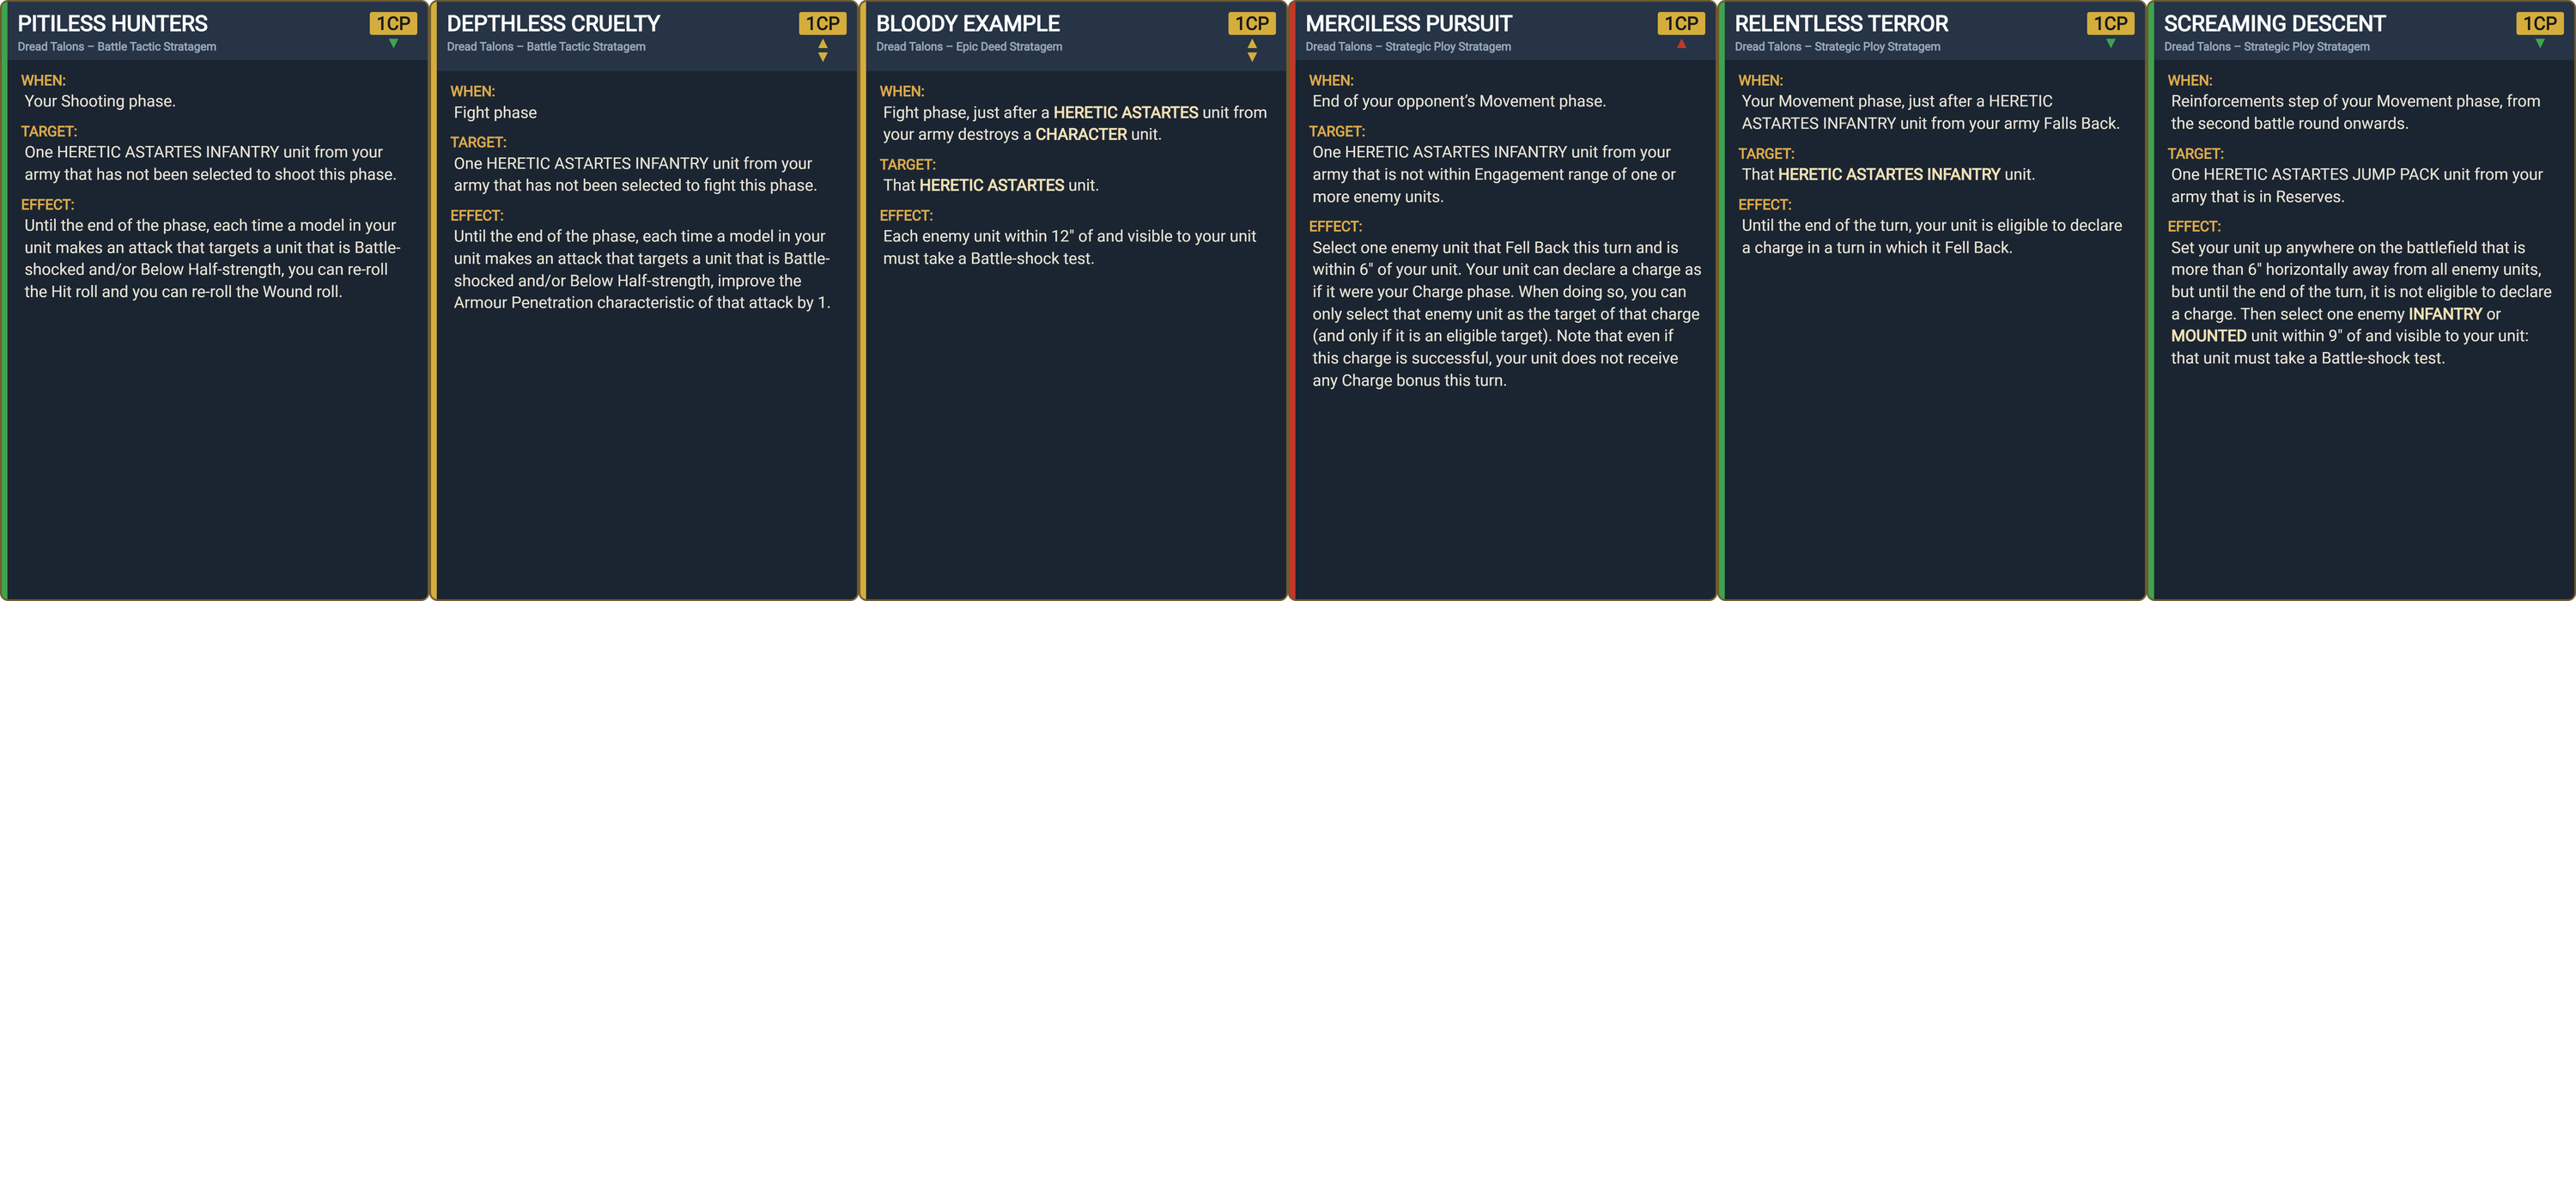 PITILESS HUNTERS
1CP
Dread Talons – Battle Tactic Stratagem
WHEN:
Your Shooting phase.
TARGET:
One HERETIC ASTARTES INFANTRY unit from your
army that has not been selected to shoot this phase.
EFFECT:
Until the end of the phase, each time a model in your
unit makes an attack that targets a unit that is Battle-
shocked and/or Below Half-strength, you can re-roll
the Hit roll and you can re-roll the Wound roll.
DEPTHLESS CRUELTY
1CP
Dread Talons – Battle Tactic Stratagem
WHEN:
Fight phase
TARGET:
One HERETIC ASTARTES INFANTRY unit from your
army that has not been selected to fight this phase.
EFFECT:
Until the end of the phase, each time a model in your
unit makes an attack that targets a unit that is Battle-
shocked and/or Below Half-strength, improve the
Armour Penetration characteristic of that attack by 1.
BLOODY EXAMPLE
1CP
Dread Talons – Epic Deed Stratagem
WHEN:
Fight phase, just after a HERETIC ASTARTES unit from
your army destroys a CHARACTER unit.
TARGET:
That HERETIC ASTARTES unit.
EFFECT:
Each enemy unit within 12" of and visible to your unit
must take a Battle-shock test.
MERCILESS PURSUIT
1CP
Dread Talons – Strategic Ploy Stratagem
WHEN:
End of your opponent’s Movement phase.
TARGET:
One HERETIC ASTARTES INFANTRY unit from your
army that is not within Engagement range of one or
more enemy units.
EFFECT:
Select one enemy unit that Fell Back this turn and is
within 6" of your unit. Your unit can declare a charge as
if it were your Charge phase. When doing so, you can
only select that enemy unit as the target of that charge
(and only if it is an eligible target). Note that even if
this charge is successful, your unit does not receive
any Charge bonus this turn.
RELENTLESS TERROR
1CP
Dread Talons – Strategic Ploy Stratagem
WHEN:
Your Movement phase, just after a HERETIC
ASTARTES INFANTRY unit from your army Falls Back.
TARGET:
That HERETIC ASTARTES INFANTRY unit.
EFFECT:
Until the end of the turn, your unit is eligible to declare
a charge in a turn in which it Fell Back.
SCREAMING DESCENT
1CP
Dread Talons – Strategic Ploy Stratagem
WHEN:
Reinforcements step of your Movement phase, from
the second battle round onwards.
TARGET:
One HERETIC ASTARTES JUMP PACK unit from your
army that is in Reserves.
EFFECT:
Set your unit up anywhere on the battlefield that is
more than 6" horizontally away from all enemy units,
but until the end of the turn, it is not eligible to declare
a charge. Then select one enemy INFANTRY or
MOUNTED unit within 9" of and visible to your unit:
that unit must take a Battle-shock test.